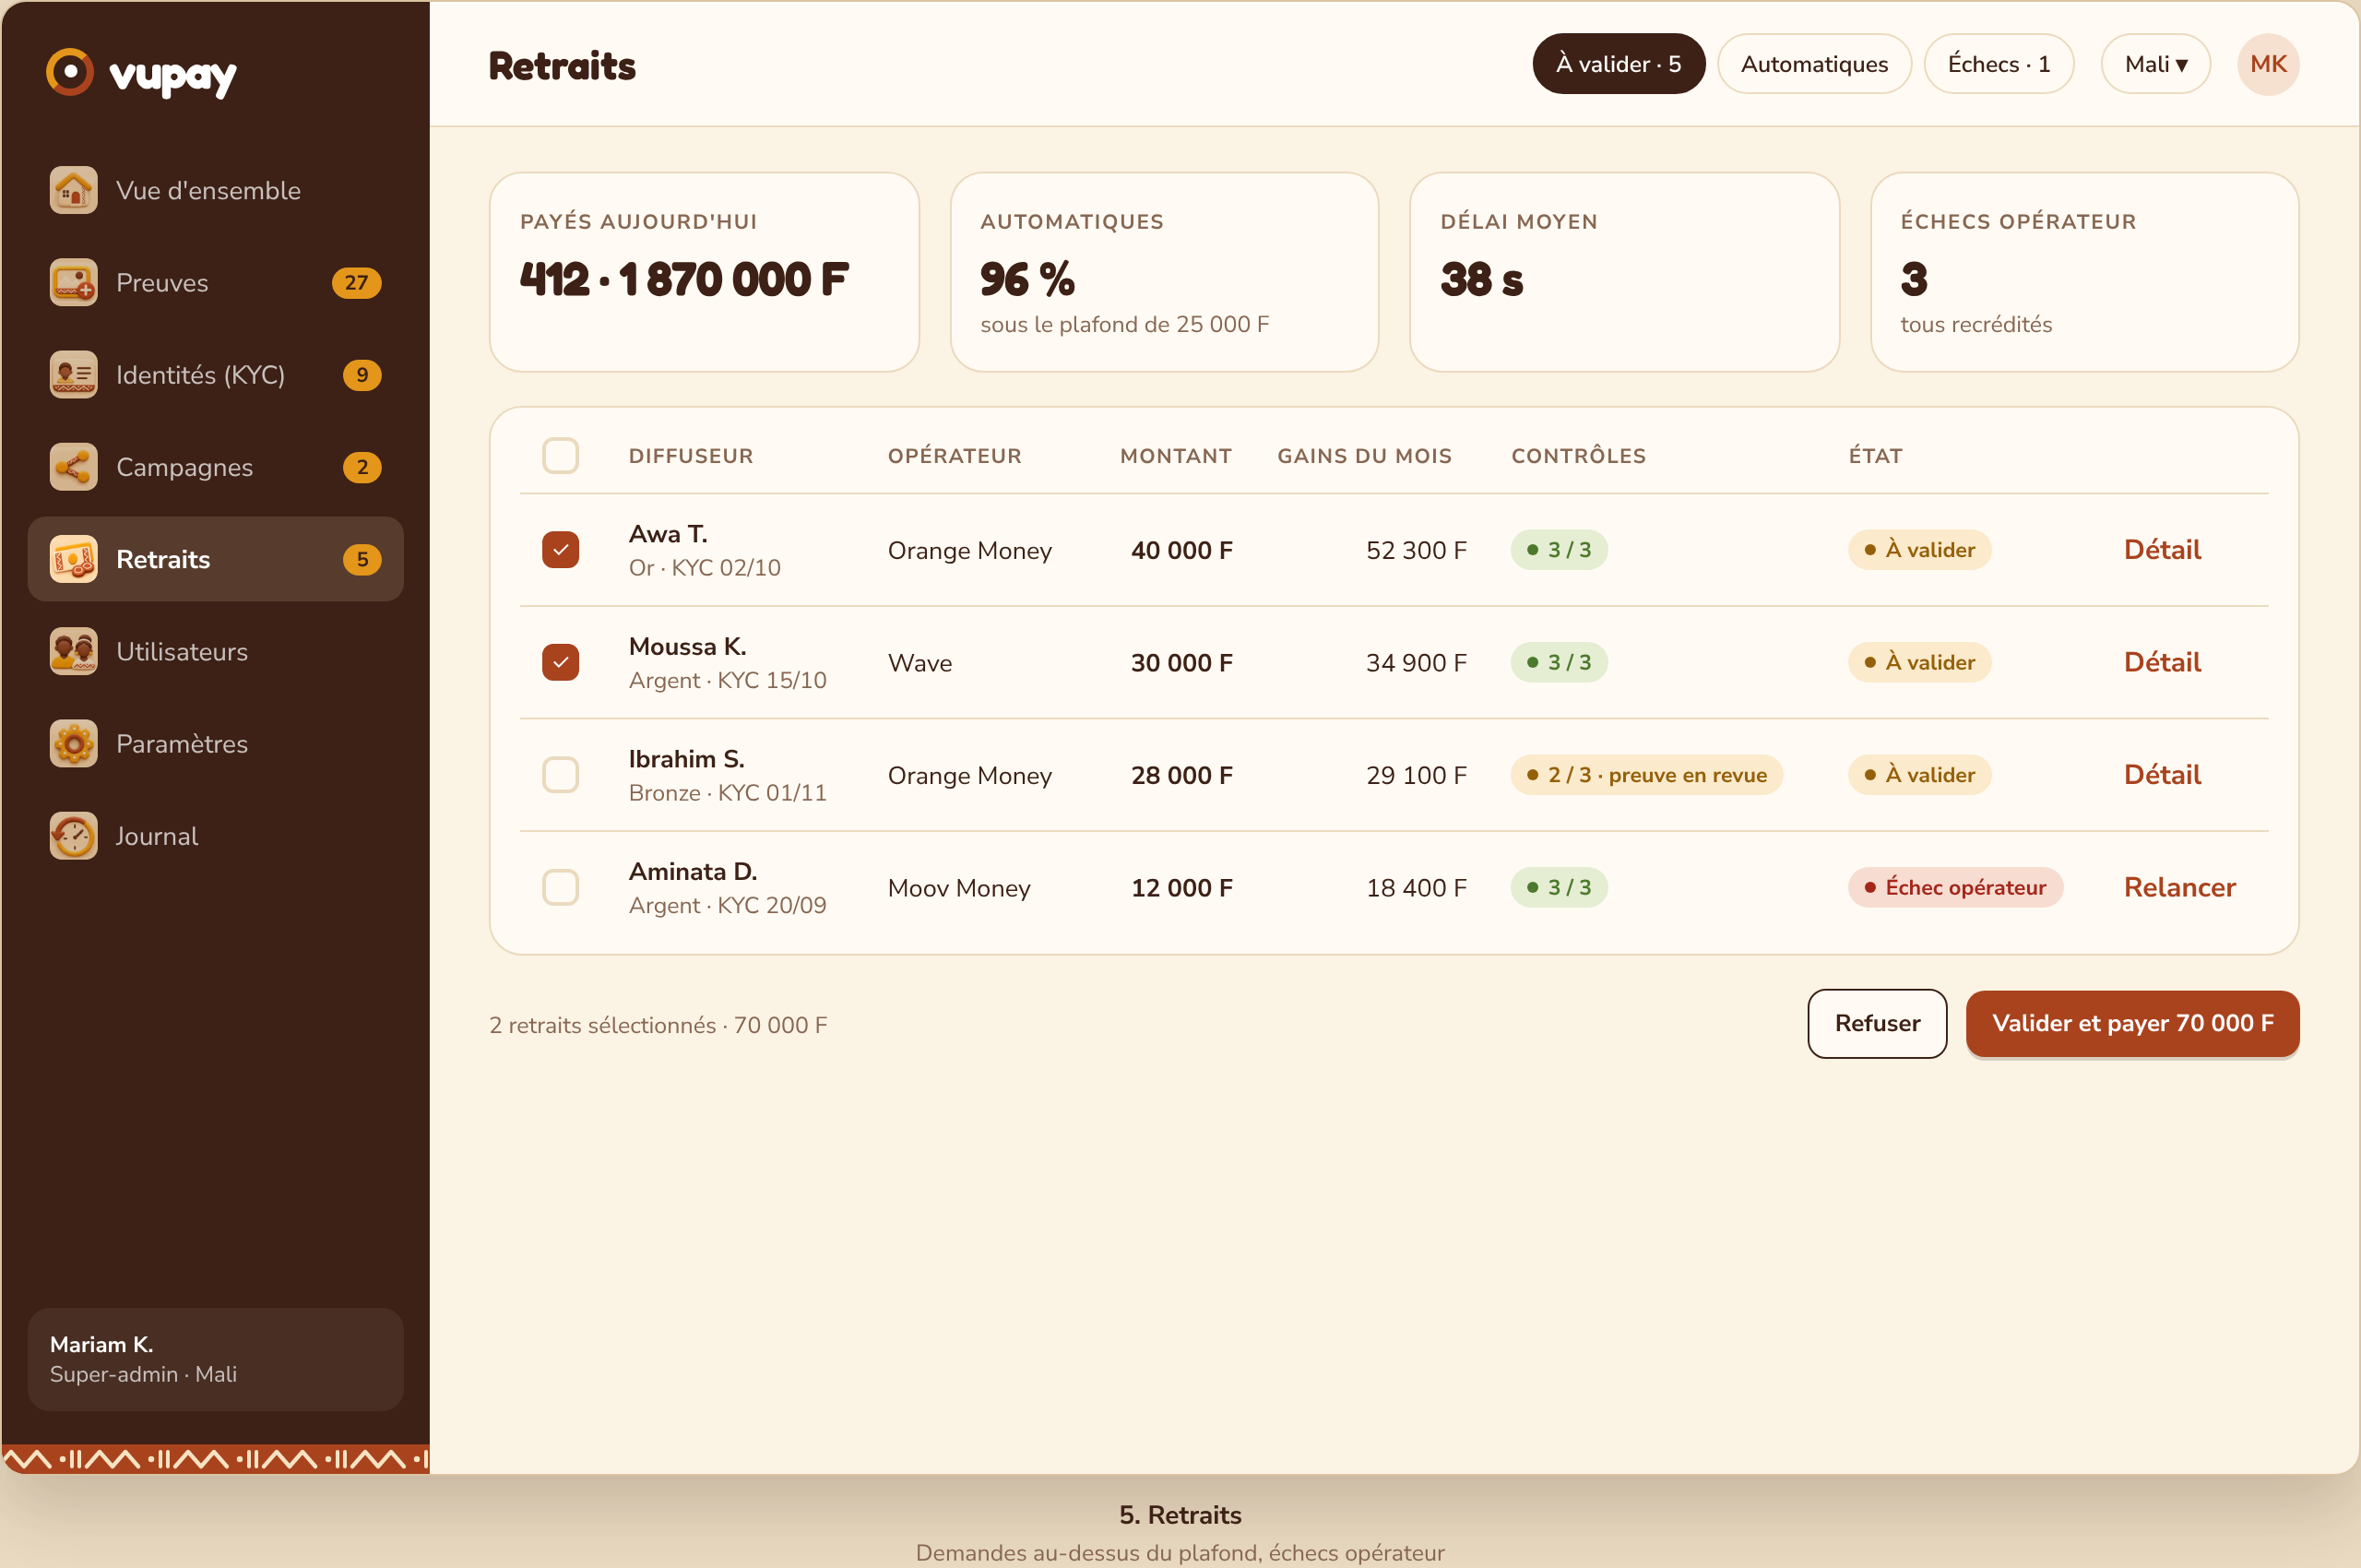 vupay
Vue d'ensemble
Preuves 27
Identités (KYC) 9
Campagnes 2
Retraits 5
Utilisateurs
Paramètres
Journal
Mariam K.
Super-admin · Mali
Retraits
À valider · 5 Automatiques Échecs · 1 Mali ▾ MK
PAYÉS AUJOURD'HUI
412 · 1 870 000 F
AUTOMATIQUES
96 %
sous le plafond de 25 000 F
DÉLAI MOYEN
38 s
ÉCHECS OPÉRATEUR
3
tous recrédités
DIFFUSEUR OPÉRATEUR MONTANT GAINS DU MOIS CONTRÔLES ÉTAT
Awa T.
Or · KYC 02/10
Orange Money 40 000 F 52 300 F 3 / 3 À valider Détail
Moussa K.
Argent · KYC 15/10
Wave 30 000 F 34 900 F 3 / 3 À valider Détail
Ibrahim S.
Bronze · KYC 01/11
Orange Money 28 000 F 29 100 F 2 / 3 · preuve en revue À valider Détail
Aminata D.
Argent · KYC 20/09
Moov Money 12 000 F 18 400 F 3 / 3 Échec opérateur Relancer
2 retraits sélectionnés · 70 000 F
Refuser Valider et payer 70 000 F
5. Retraits
Demandes au-dessus du plafond, échecs opérateur